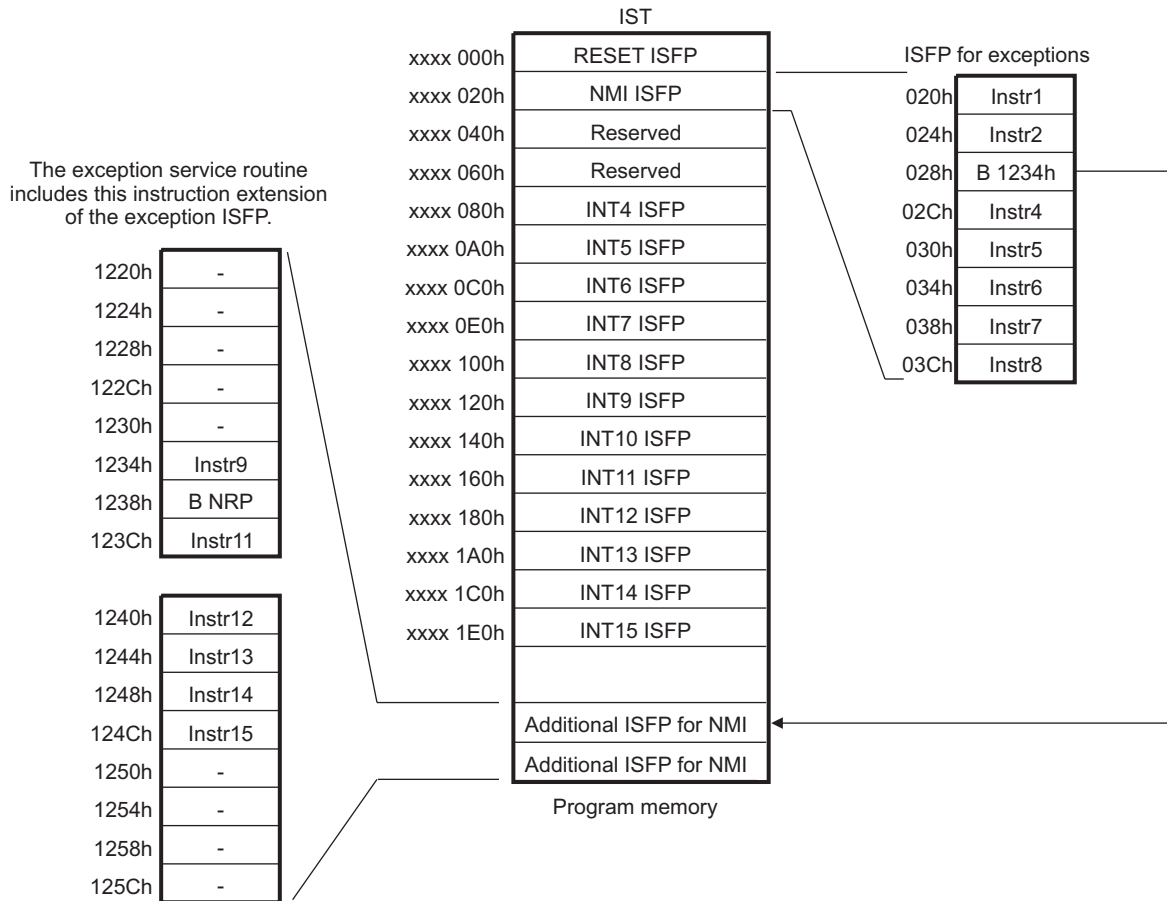 IST
xxxx 000h RESET ISFP
xxxx 020h NMI ISFP
xxxx 040h Reserved
xxxx 060h Reserved
xxxx 080h INT4 ISFP
xxxx 0A0h INT5 ISFP
xxxx 0C0h INT6 ISFP
xxxx 0E0h INT7 ISFP
xxxx 100h INT8 ISFP
xxxx 120h INT9 ISFP
xxxx 140h INT10 ISFP
xxxx 160h INT11 ISFP
xxxx 180h INT12 ISFP
xxxx 1A0h INT13 ISFP
xxxx 1C0h INT14 ISFP
xxxx 1E0h INT15 ISFP
Additional ISFP for NMI
Additional ISFP for NMI
Program memory
ISFP for exceptions
020h Instr1
024h Instr2
028h B 1234h
02Ch Instr4
030h Instr5
034h Instr6
038h Instr7
03Ch Instr8
The exception service routine
includes this instruction extension
of the exception ISFP.
1220h -
1224h -
1228h -
122Ch -
1230h -
1234h Instr9
1238h B NRP
123Ch Instr11
1240h Instr12
1244h Instr13
1248h Instr14
124Ch Instr15
1250h -
1254h -
1258h -
125Ch -